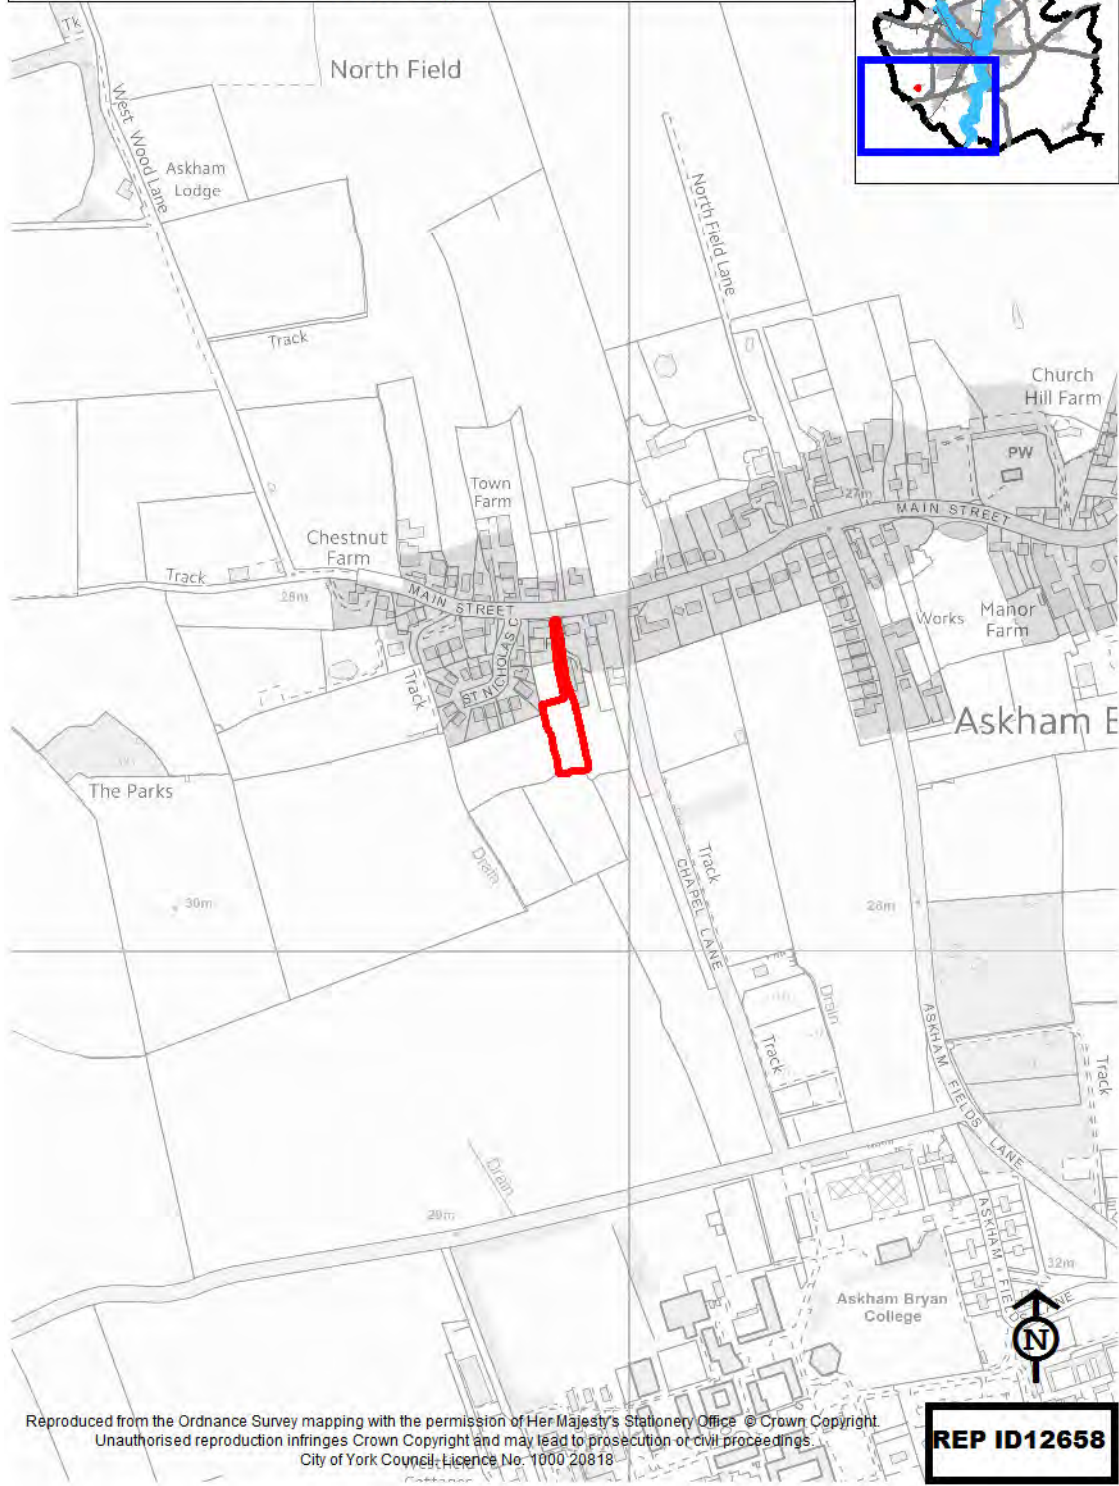 Tk
North Field
West Wood Lane
Askham
Lodge
North Field Lane
Track
Church
Hill Farm
PW
Town
Farm
27m
MAIN STREET
Chestnut
Farm
Track
28m
MAIN STREET
Works
Manor
Farm
ST NICHOLAS C
Track
Askham B
The Parks
Drain
Track
CHAPEL LANE
30m
28m
Drain
Track
ASKHAM FIELDS LANE
Track
Drain
29m
ASKHAM FIELDS LANE
32m
Askham Bryan
College
N
Reproduced from the Ordnance Survey mapping with the permission of Her Majesty's Stationery Office © Crown Copyright.
Unauthorised reproduction infringes Crown Copyright and may lead to prosecution or civil proceedings.
City of York Council. Licence No. 1000 20818
REP ID12658